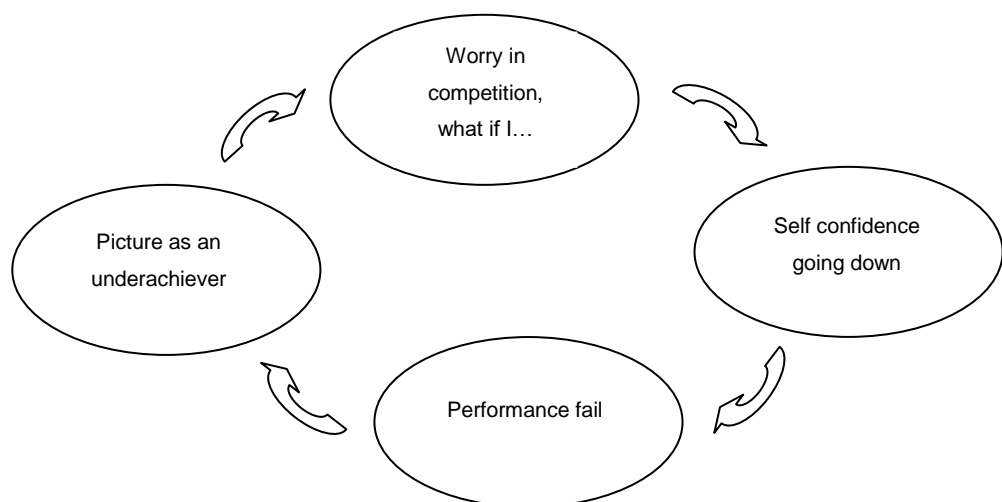 Worry in
competition,
what if I…
Self confidence
going down
Performance fail
Picture as an
underachiever